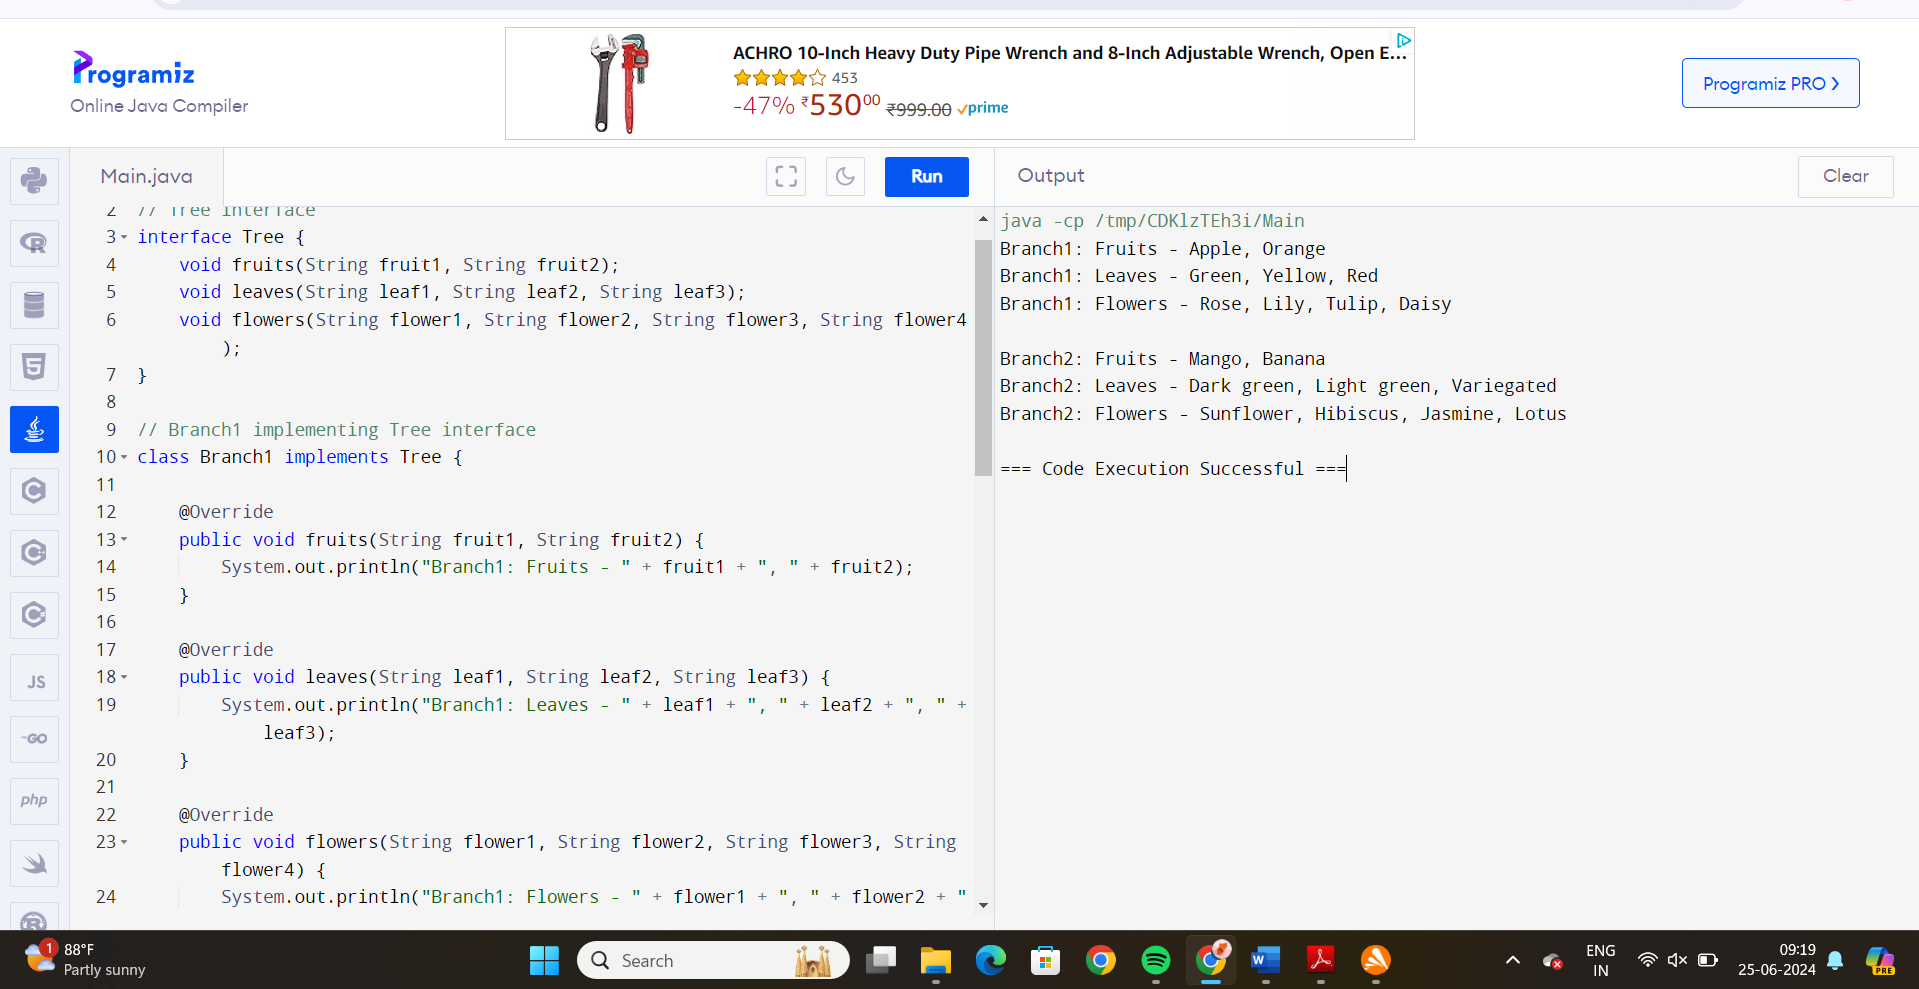 Programiz
Online Java Compiler
ACHRO 10-Inch Heavy Duty Pipe Wrench and 8-Inch Adjustable Wrench, Open E...
453
-47% ₹530⁰⁰ ₹999.00 prime
Programiz PRO ❯
Main.java
Run
Output
Clear
2 // Tree interface
3 interface Tree {
4 void fruits(String fruit1, String fruit2);
5 void leaves(String leaf1, String leaf2, String leaf3);
6 void flowers(String flower1, String flower2, String flower3, String flower4
);
7 }
8
9 // Branch1 implementing Tree interface
10 class Branch1 implements Tree {
11
12 @Override
13 public void fruits(String fruit1, String fruit2) {
14 System.out.println("Branch1: Fruits - " + fruit1 + ", " + fruit2);
15 }
16
17 @Override
18 public void leaves(String leaf1, String leaf2, String leaf3) {
19 System.out.println("Branch1: Leaves - " + leaf1 + ", " + leaf2 + ", " +
leaf3);
20 }
21
22 @Override
23 public void flowers(String flower1, String flower2, String flower3, String
flower4) {
24 System.out.println("Branch1: Flowers - " + flower1 + ", " + flower2 + "
java -cp /tmp/CDKlzTEh3i/Main
Branch1: Fruits - Apple, Orange
Branch1: Leaves - Green, Yellow, Red
Branch1: Flowers - Rose, Lily, Tulip, Daisy
Branch2: Fruits - Mango, Banana
Branch2: Leaves - Dark green, Light green, Variegated
Branch2: Flowers - Sunflower, Hibiscus, Jasmine, Lotus
=== Code Execution Successful ===
R
5
C
C
C
JS
GO
php
1
88°F
Partly sunny
Search
W
ENG
IN
09:19
25-06-2024
PRE